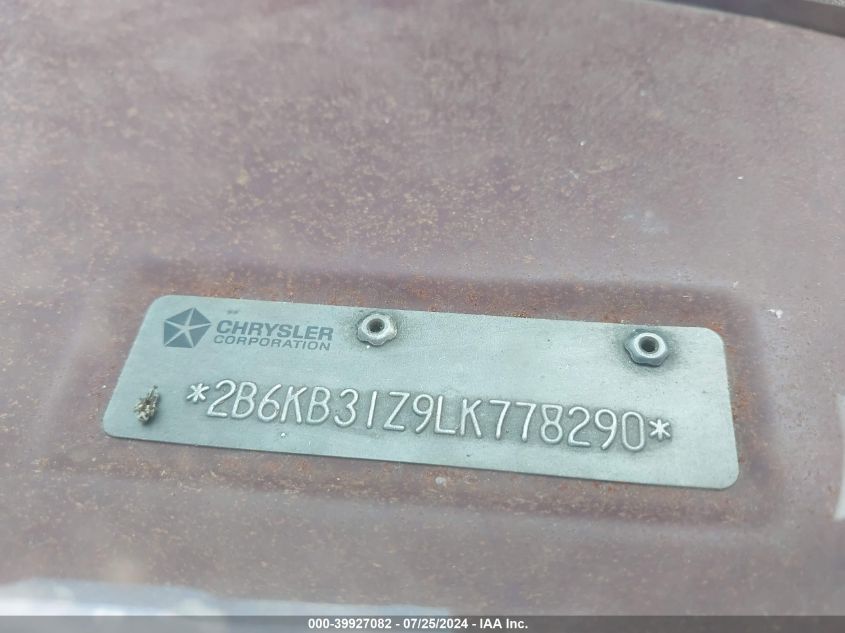 CHRYSLER
CORPORATION
*2B6KB31Z9LK778290*
000-39927082 - 07/25/2024 - IAA Inc.